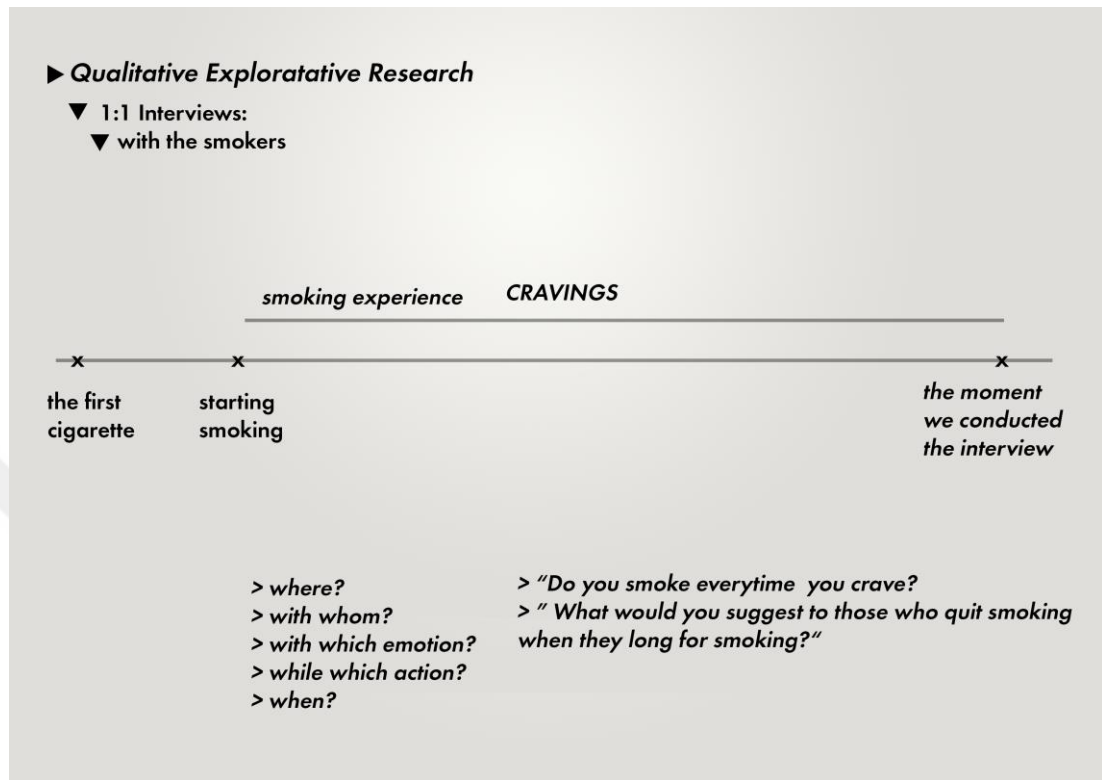 ▶ Qualitative Exploratative Research
▼ 1:1 Interviews:
▼ with the smokers
smoking experience CRAVINGS
x x x
the first
cigarette
starting
smoking
the moment
we conducted
the interview
> where?
> with whom?
> with which emotion?
> while which action?
> when?
> “Do you smoke everytime you crave?
> ” What would you suggest to those who quit smoking
when they long for smoking?“